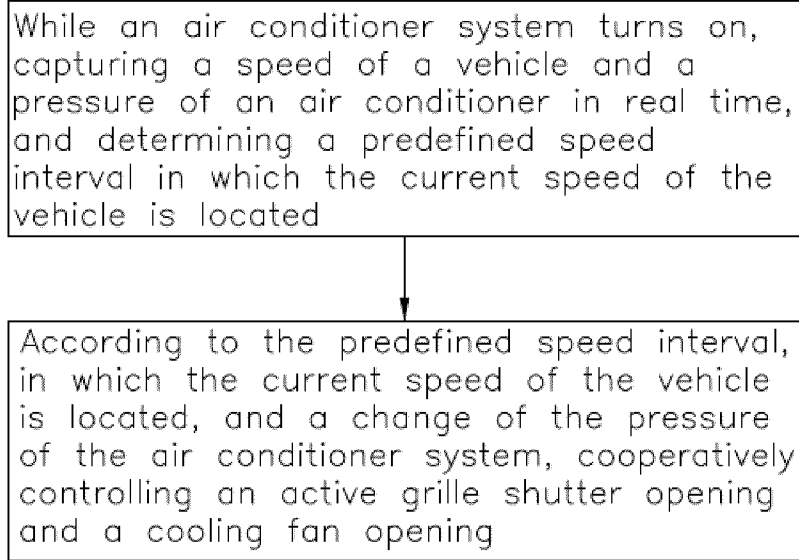 While an air conditioner system turns on,
capturing a speed of a vehicle and a
pressure of an air conditioner in real time,
and determining a predefined speed
interval in which the current speed of the
vehicle is located
According to the predefined speed interval,
in which the current speed of the vehicle
is located, and a change of the pressure
of the air conditioner system, cooperatively
controlling an active grille shutter opening
and a cooling fan opening